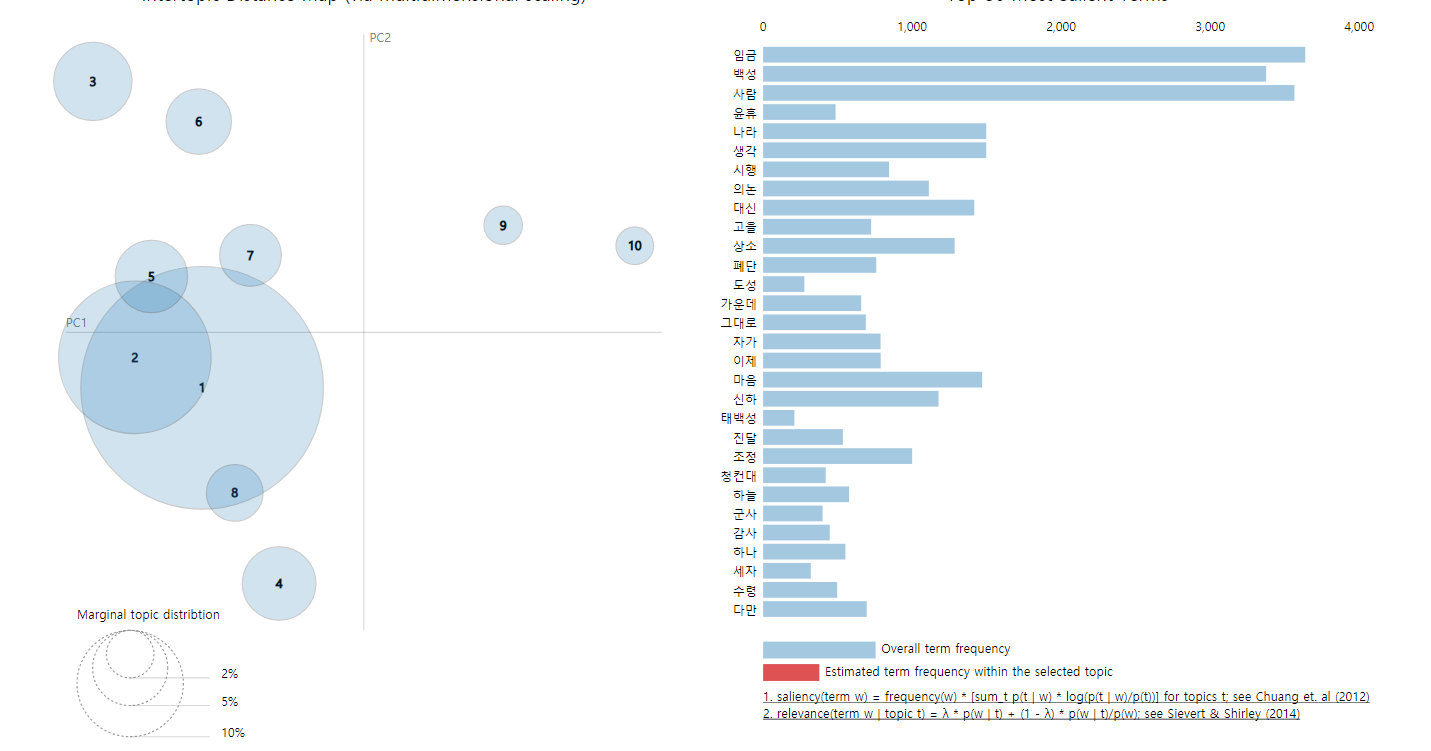 Intertopic Distance Map (via multidimensional scaling)
PC2
3
6
9
10
7
5
PC1
2
1
8
4
Marginal topic distribtion
2%
5%
10%
Top 30 Most Salient Terms
0 1,000 2,000 3,000 4,000
임금
백성
사람
윤휴
나라
생각
시행
의논
대신
고을
상소
폐단
도성
가운데
그대로
자가
이제
마음
신하
태백성
진달
조정
청컨대
하늘
군사
감사
하나
세자
수령
다만
Overall term frequency
Estimated term frequency within the selected topic
1. saliency(term w) = frequency(w) * [sum_t p(t | w) * log(p(t | w)/p(t))] for topics t; see Chuang et. al (2012)
2. relevance(term w | topic t) = λ * p(w | t) + (1 - λ) * p(w | t)/p(w); see Sievert & Shirley (2014)